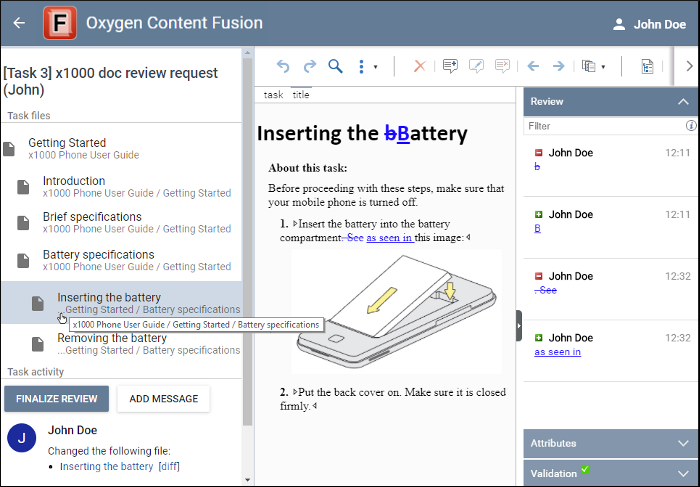 F
Oxygen Content Fusion
John Doe
[Task 3] x1000 doc review request
(John)
Task files
Getting Started
x1000 Phone User Guide
Introduction
x1000 Phone User Guide / Getting Started
Brief specifications
x1000 Phone User Guide / Getting Started
Battery specifications
x1000 Phone User Guide / Getting Started
Inserting the battery
...Getting Started / Battery specifications
x1000 Phone User Guide / Getting Started / Battery specifications
Removing the battery
...Getting Started / Battery specifications
Task activity
FINALIZE REVIEW
ADD MESSAGE
J
John Doe
Changed the following file:
• Inserting the battery [diff]
task title
Inserting the bBattery
About this task:
Before proceeding with these steps, make sure that
your mobile phone is turned off.
1. Insert the battery into the battery
compartment. See as seen in this image:
2. Put the back cover on. Make sure it is closed
firmly.
Review
Filter
John Doe 12:11
b
John Doe 12:11
B
John Doe 12:32
. See
John Doe 12:32
as seen in
Attributes
Validation